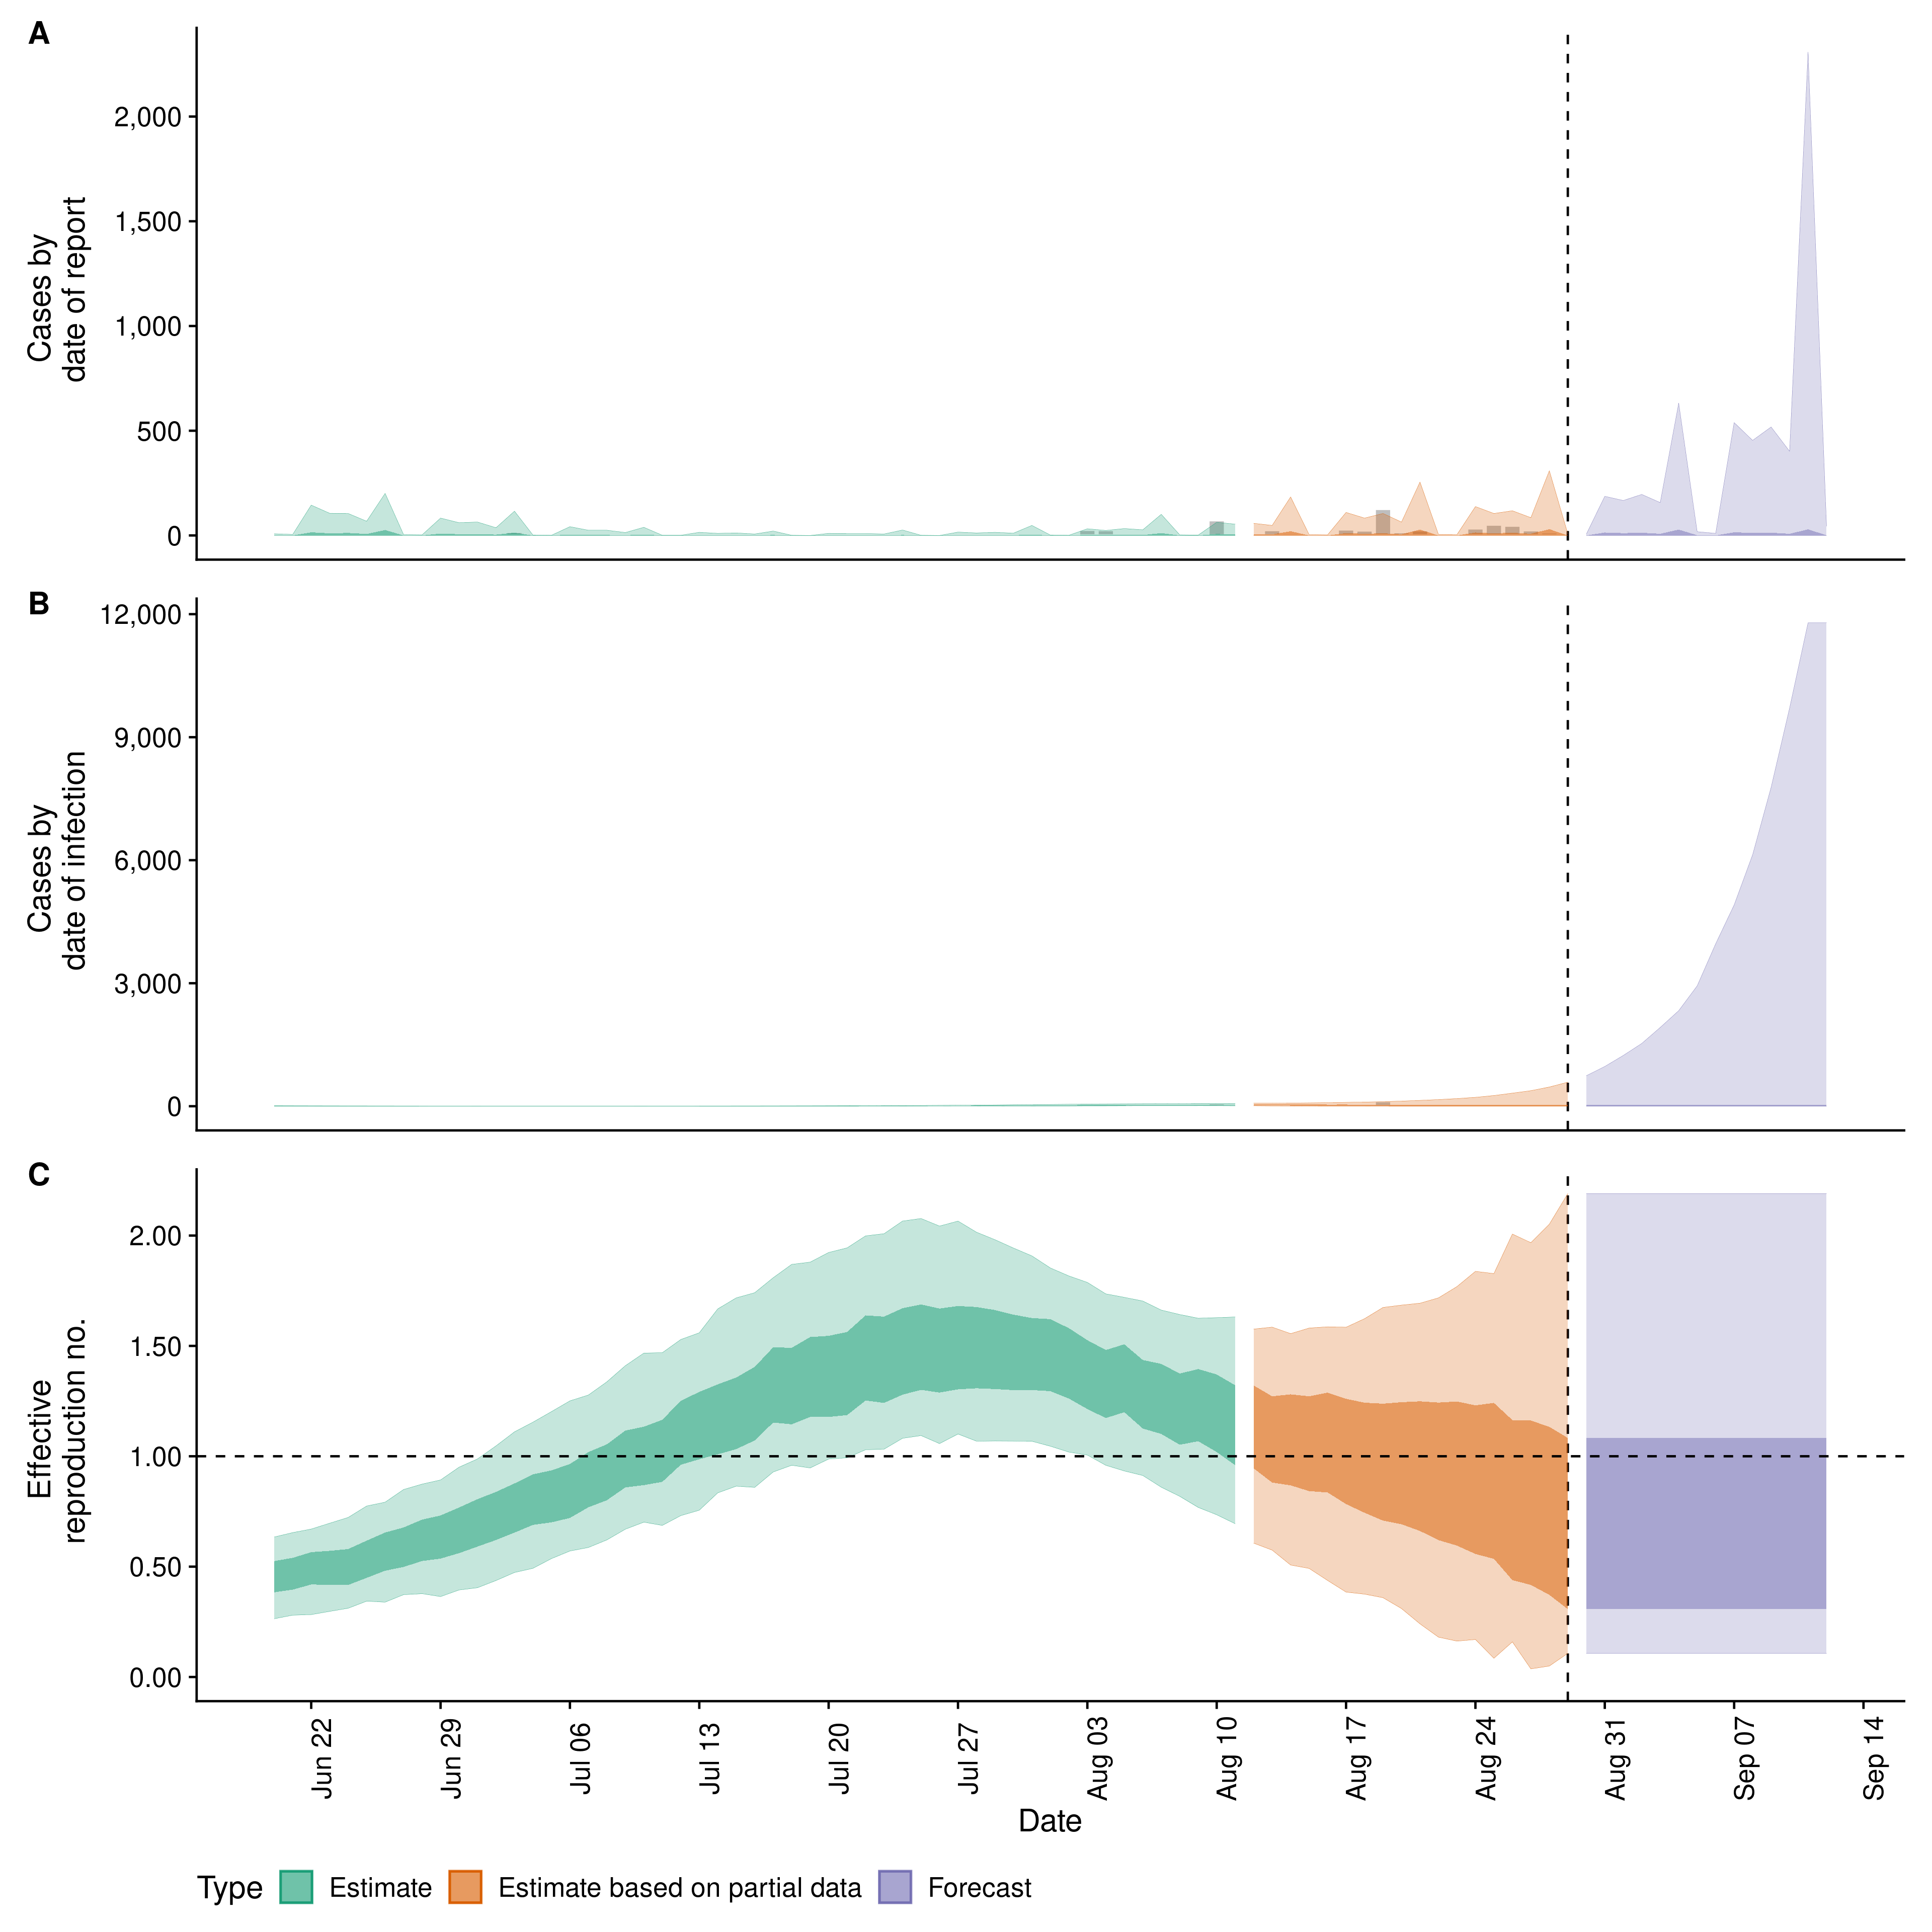 A
Cases by
date of report
2,000
1,500
1,000
500
0
B
Cases by
date of infection
12,000
9,000
6,000
3,000
0
C
Effective
reproduction no.
2.00
1.50
1.00
0.50
0.00
Jun 22
Jun 29
Jul 06
Jul 13
Jul 20
Jul 27
Aug 03
Aug 10
Aug 17
Aug 24
Aug 31
Sep 07
Sep 14
Date
Type Estimate Estimate based on partial data Forecast